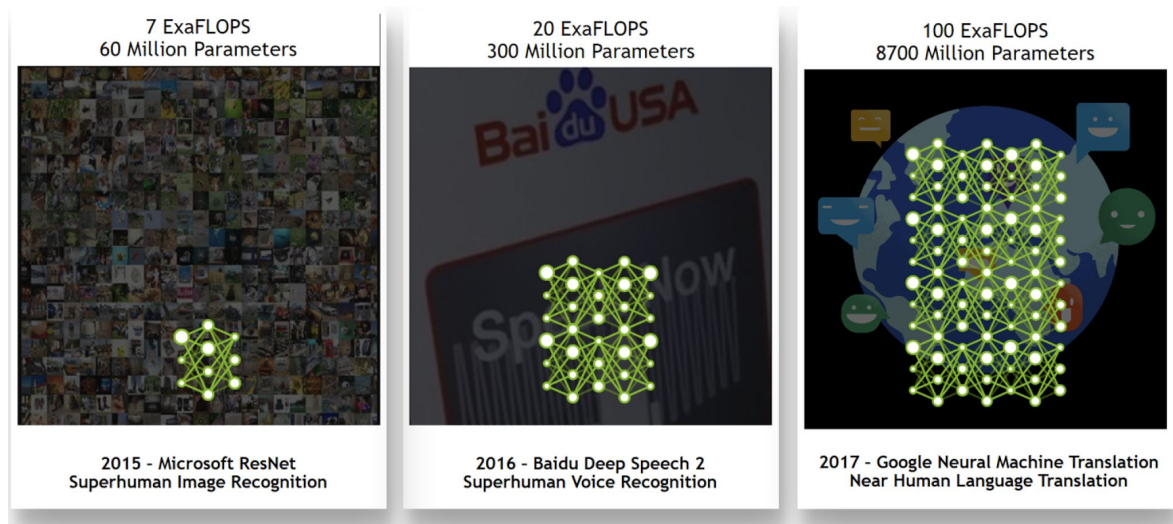 7 ExaFLOPS
60 Million Parameters
2015 - Microsoft ResNet
Superhuman Image Recognition
20 ExaFLOPS
300 Million Parameters
Baidu USA
Now
2016 - Baidu Deep Speech 2
Superhuman Voice Recognition
100 ExaFLOPS
8700 Million Parameters
2017 - Google Neural Machine Translation
Near Human Language Translation